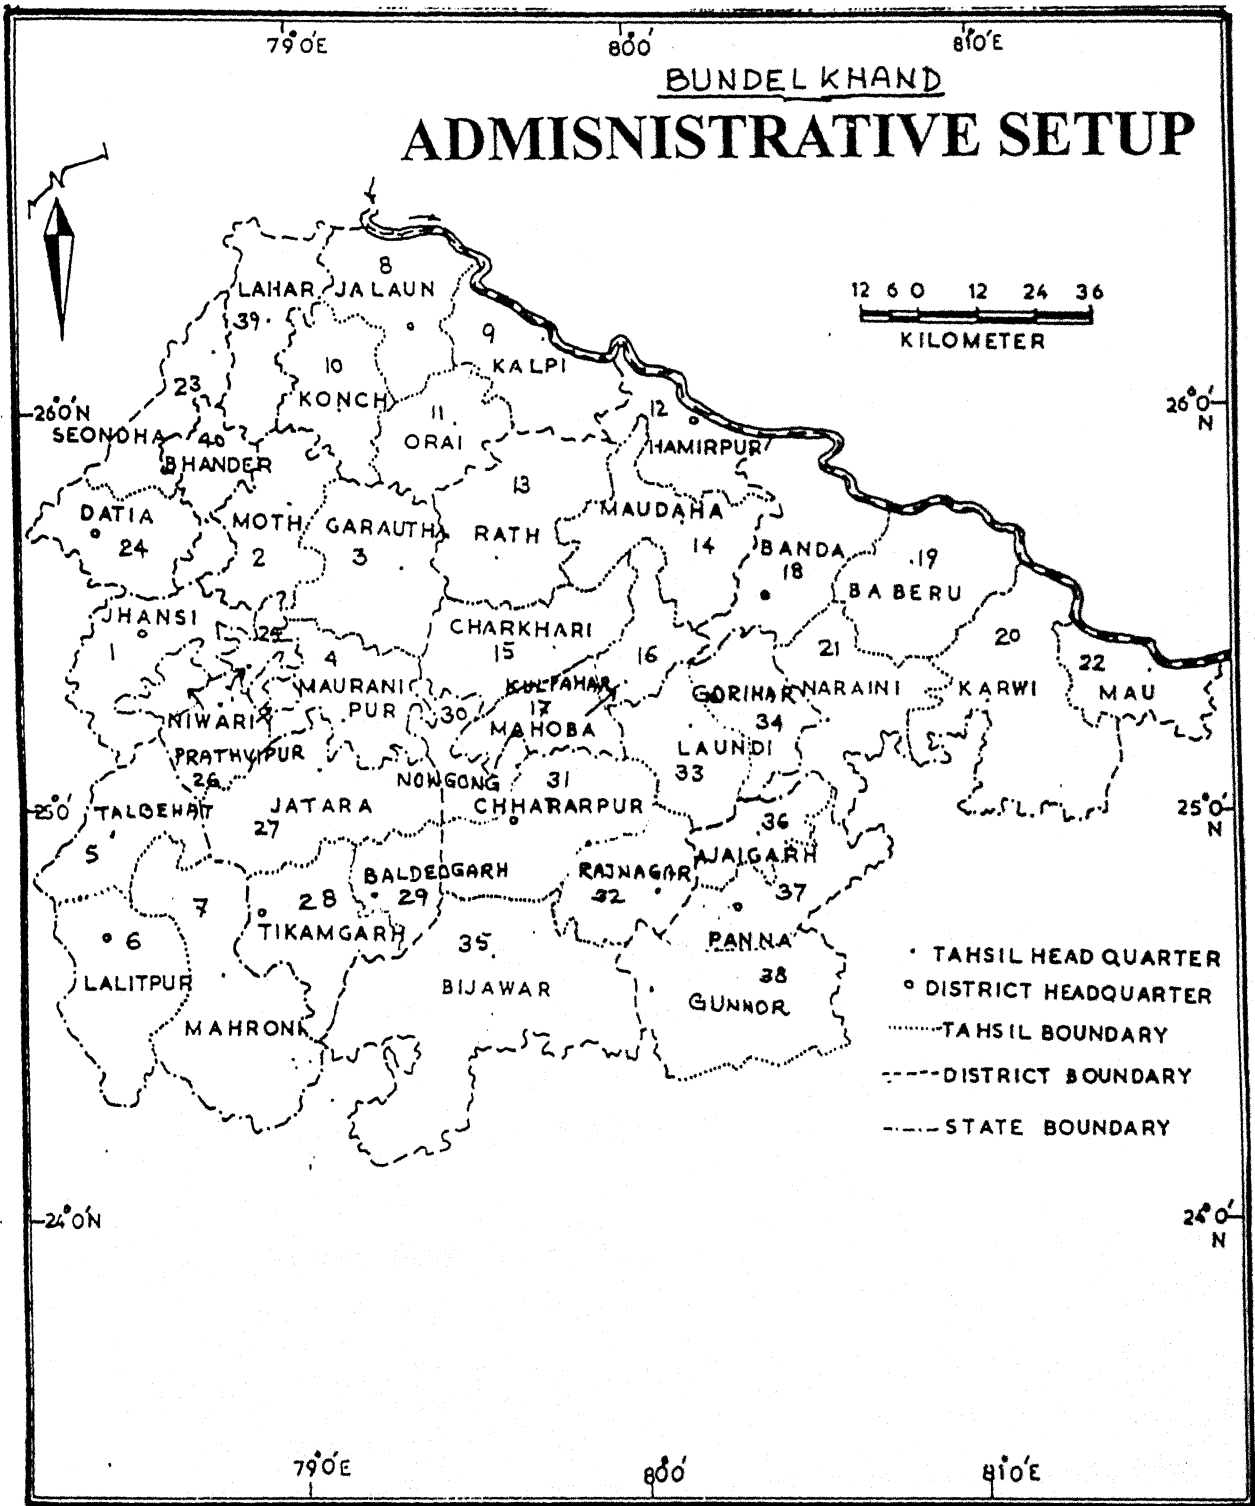 79°0'E 80°0' 81°0'E
BUNDELKHAND
ADMISNISTRATIVE SETUP
N
8
LAHAR JALAUN
39
12 6 0 12 24 36
KILOMETER
9
KALPI
10
KONCH
23
26°0'N
26°0'
N
11
ORAI
12
HAMIRPUR
SEONDHA
40
BHANDER
13
RATH
DATIA
24
MOTH
2
GARAUTHA
3
MAUDAHA
14
BANDA
18
19
BABERU
JHANSI
1
25
4
MAURANI
PUR
CHARKHARI
15
16
20
KARWI
21
NARAINI
22
MAU
KULPAHAR
17
MAHOBA
GORIHAR
34
NIWARI
30
LAUNDI
33
PRATHVIPUR
26
NOWGONG
31
CHHARARPUR
25°0'
25°0'
N
TALBEHAT
5
JATARA
27
36
AJAIGARH
37
BALDEOGARH
29
RAJNAGAR
32
28
TIKAMGARH
7
6
LALITPUR
35
BIJAWAR
PANNA
38
GUNNOR
MAHRONI
TAHSIL HEAD QUARTER
DISTRICT HEADQUARTER
TAHSIL BOUNDARY
DISTRICT BOUNDARY
STATE BOUNDARY
24°0'N
24°0'
N
79°0'E 80°0' 81°0'E